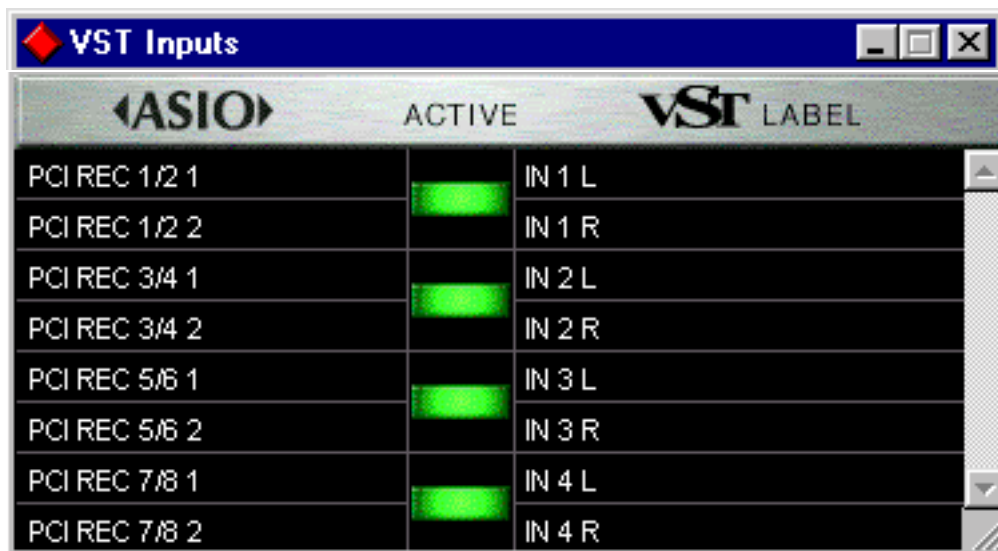 VST Inputs
ASIO ACTIVE VST LABEL
PCI REC 1/2 1 IN 1 L
PCI REC 1/2 2 IN 1 R
PCI REC 3/4 1 IN 2 L
PCI REC 3/4 2 IN 2 R
PCI REC 5/6 1 IN 3 L
PCI REC 5/6 2 IN 3 R
PCI REC 7/8 1 IN 4 L
PCI REC 7/8 2 IN 4 R